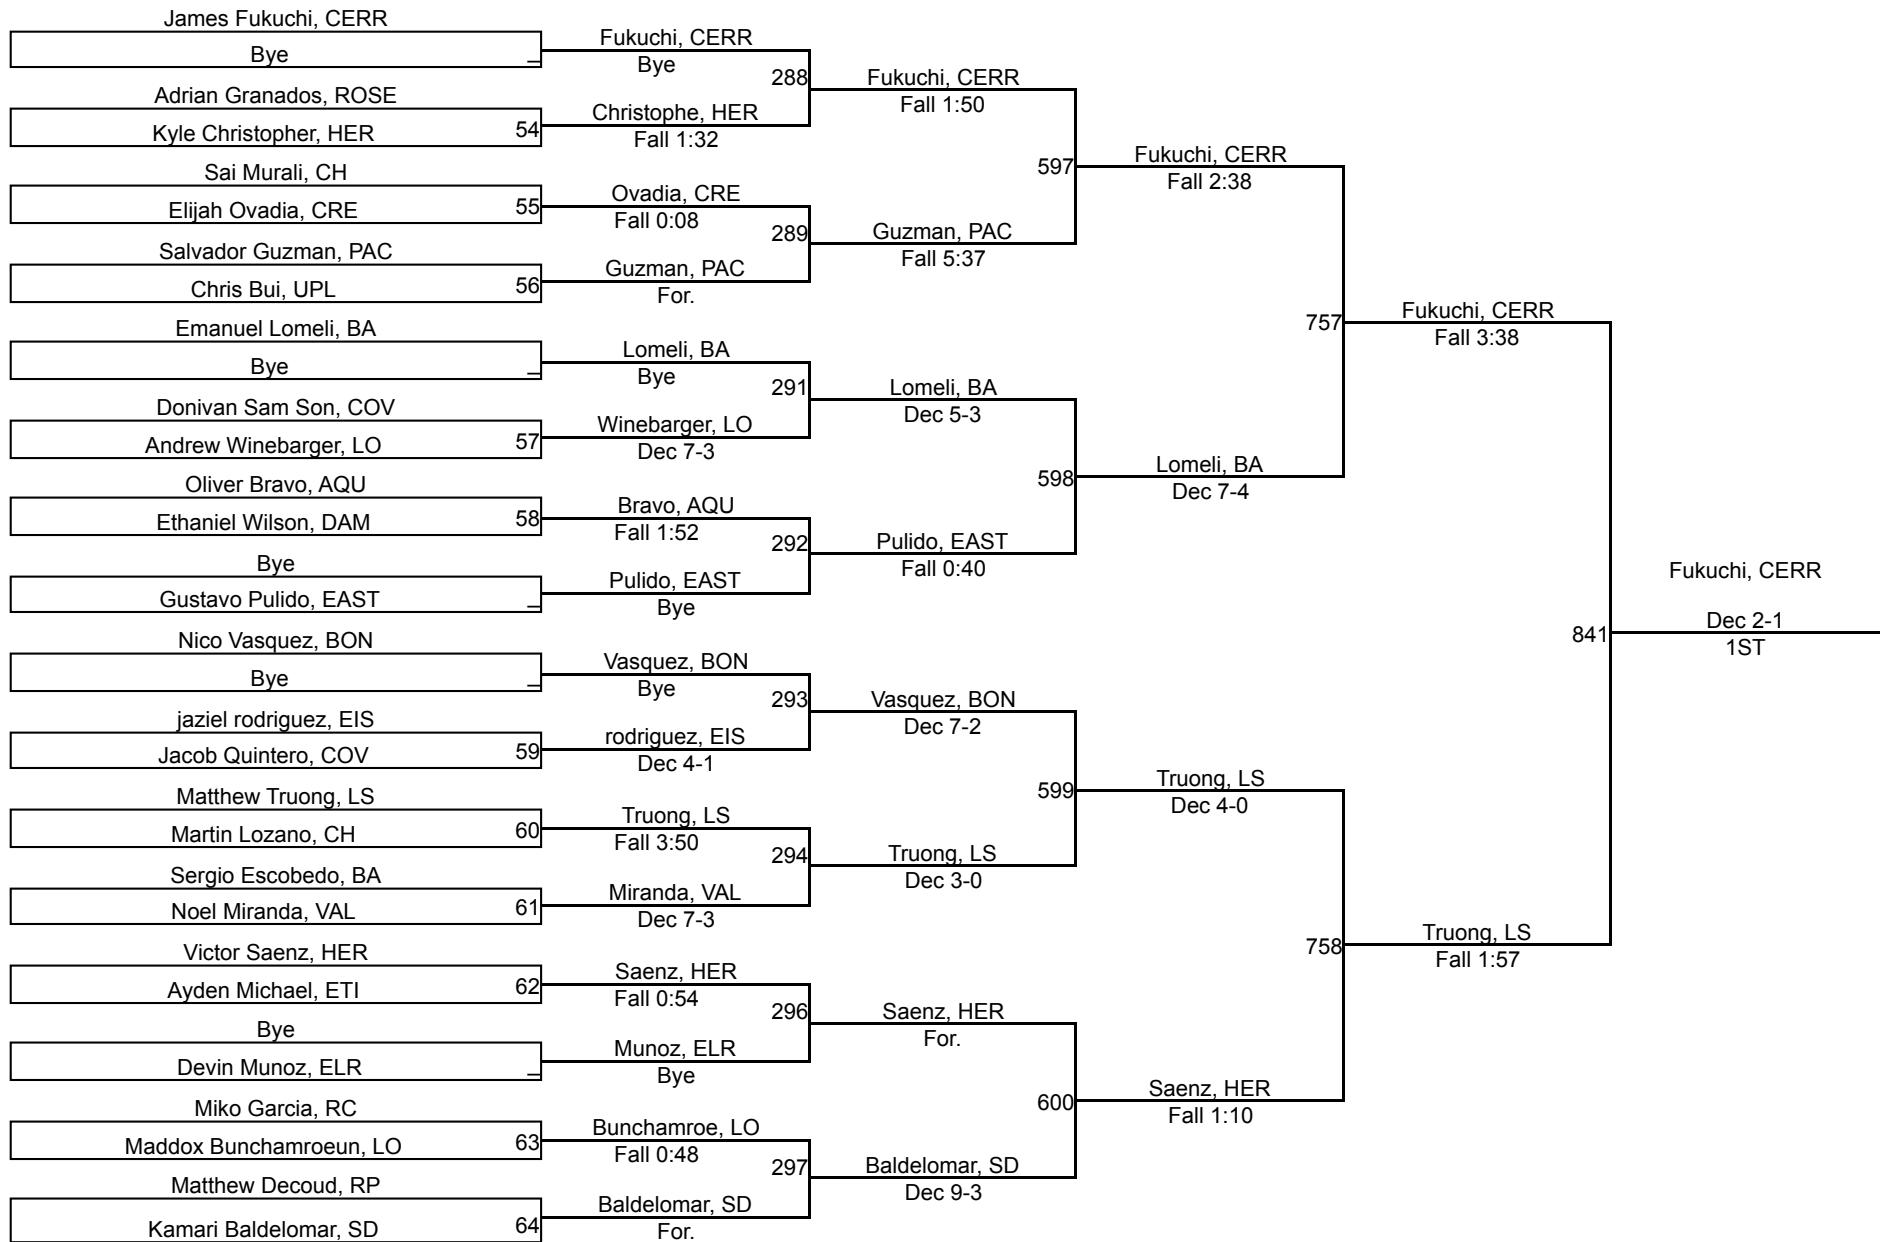 James Fukuchi, CERR
Bye
_
Adrian Granados, ROSE
Kyle Christopher, HER
54
Sai Murali, CH
Elijah Ovadia, CRE
55
Salvador Guzman, PAC
Chris Bui, UPL
56
Emanuel Lomeli, BA
Bye
_
Donivan Sam Son, COV
Andrew Winebarger, LO
57
Oliver Bravo, AQU
Ethaniel Wilson, DAM
58
Bye
Gustavo Pulido, EAST
_
Nico Vasquez, BON
Bye
_
jaziel rodriguez, EIS
Jacob Quintero, COV
59
Matthew Truong, LS
Martin Lozano, CH
60
Sergio Escobedo, BA
Noel Miranda, VAL
61
Victor Saenz, HER
Ayden Michael, ETI
62
Bye
Devin Munoz, ELR
_
Miko Garcia, RC
Maddox Bunchamroeun, LO
63
Matthew Decoud, RP
Kamari Baldelomar, SD
64
Fukuchi, CERR
Bye
288
Christophe, HER
Fall 1:32
Ovadia, CRE
Fall 0:08
289
Guzman, PAC
For.
Lomeli, BA
Bye
291
Winebarger, LO
Dec 7-3
Bravo, AQU
Fall 1:52
292
Pulido, EAST
Bye
Vasquez, BON
Bye
293
rodriguez, EIS
Dec 4-1
Truong, LS
Fall 3:50
294
Miranda, VAL
Dec 7-3
Saenz, HER
Fall 0:54
296
Munoz, ELR
Bye
Bunchamroe, LO
Fall 0:48
297
Baldelomar, SD
For.
Fukuchi, CERR
Fall 1:50
597
Guzman, PAC
Fall 5:37
Lomeli, BA
Dec 5-3
598
Pulido, EAST
Fall 0:40
Vasquez, BON
Dec 7-2
599
Truong, LS
Dec 3-0
Saenz, HER
For.
600
Baldelomar, SD
Dec 9-3
Fukuchi, CERR
Fall 2:38
757
Lomeli, BA
Dec 7-4
Truong, LS
Dec 4-0
758
Saenz, HER
Fall 1:10
Fukuchi, CERR
Fall 3:38
841
Truong, LS
Fall 1:57
Fukuchi, CERR
Dec 2-1
1ST